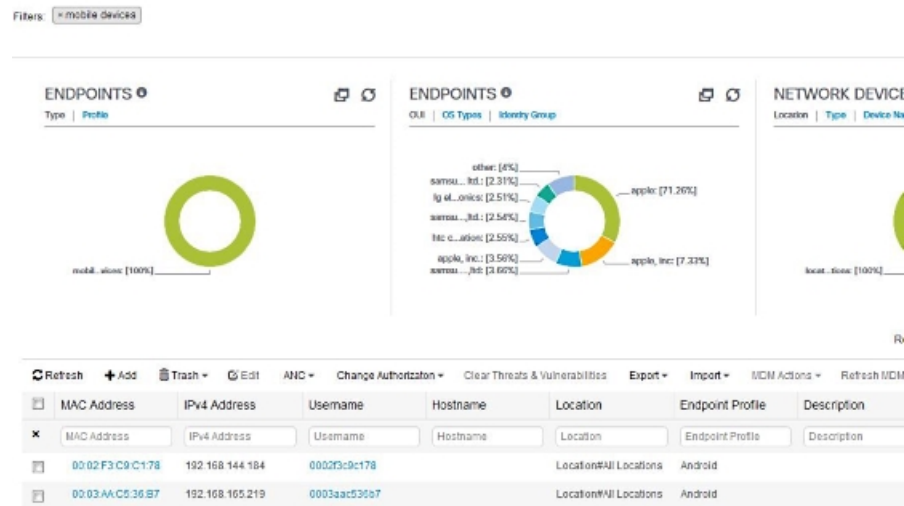 Filters: × mobile devices
ENDPOINTS
Type | Profile
mobil...vices: [100%]
ENDPOINTS
OUI | OS Types | Identity Group
other: [4%]
samsu... ltd.: [2.31%]
lg el...onics: [2.51%]
samsu...,ltd.: [2.54%]
htc c...ation: [2.55%]
apple, inc.: [3.56%]
samsu...,ltd: [3.66%]
apple: [71.26%]
apple, inc: [7.33%]
NETWORK DEVICE
Location | Type | Device Na
locat...tions: [100%]
Re
Refresh Add Trash Edit ANC Change Authorizaton Clear Threats & Vulnerabilities Export Import MDM Actions Refresh MDM
MAC Address IPv4 Address Username Hostname Location Endpoint Profile Description
× MAC Address IPv4 Address Username Hostname Location Endpoint Profile Description
00:02:F3:C9:C1:78 192.168.144.184 0002f3c9c178 Location#All Locations Android
00:03:AA:C5:36:B7 192.168.165.219 0003aac536b7 Location#All Locations Android